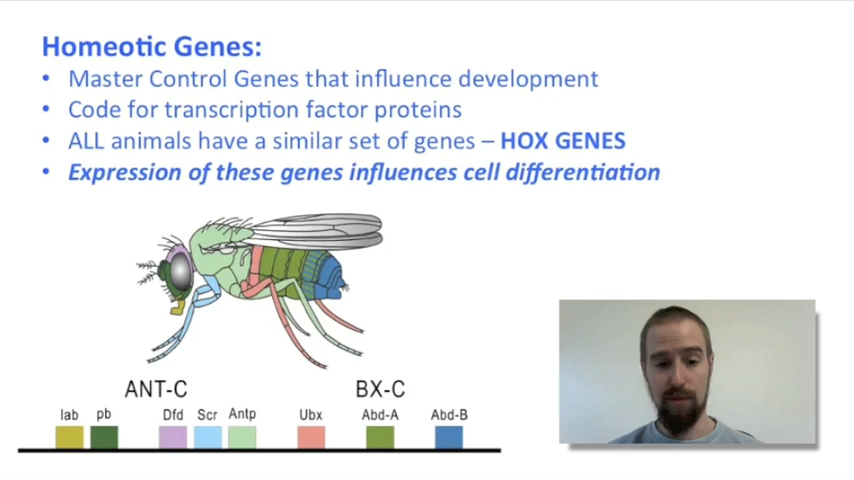 Homeotic Genes:
• Master Control Genes that influence development
• Code for transcription factor proteins
• ALL animals have a similar set of genes – HOX GENES
• Expression of these genes influences cell differentiation
ANT-C BX-C
lab pb Dfd Scr Antp Ubx Abd-A Abd-B